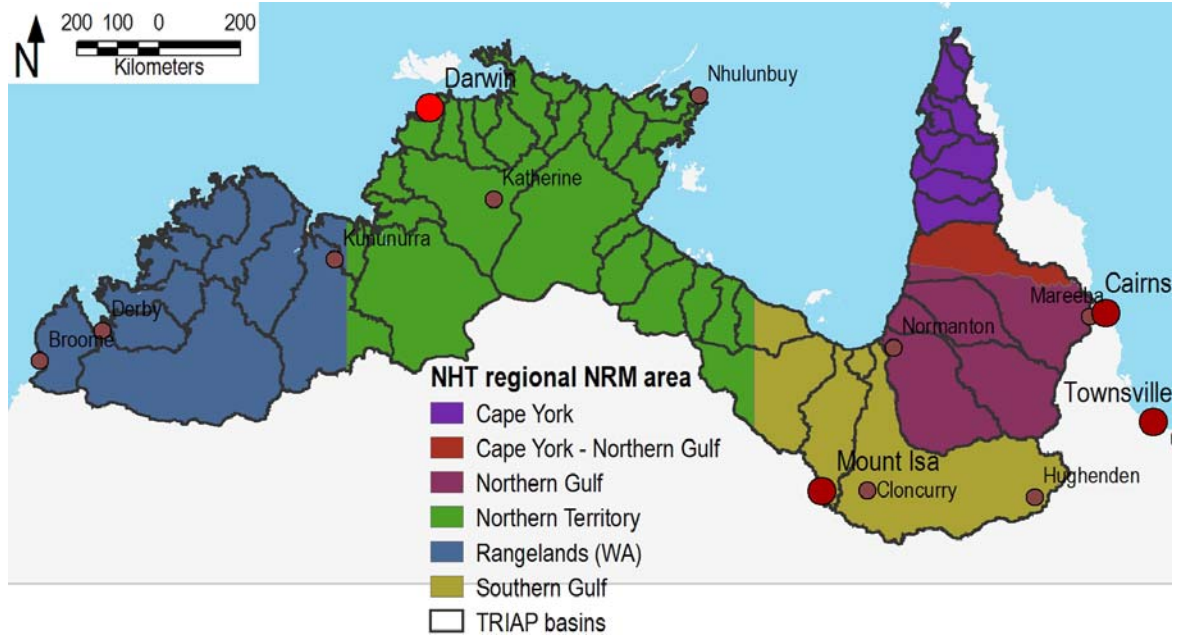 200 100 0 200
N
Kilometers
Darwin
Nhulunbuy
Katherine
Kununurra
Derby
Broome
Mareeba
Cairns
Normanton
Townsville
NHT regional NRM area
Cape York
Cape York - Northern Gulf
Northern Gulf
Northern Territory
Rangelands (WA)
Southern Gulf
TRIAP basins
Mount Isa
Cloncurry
Hughenden